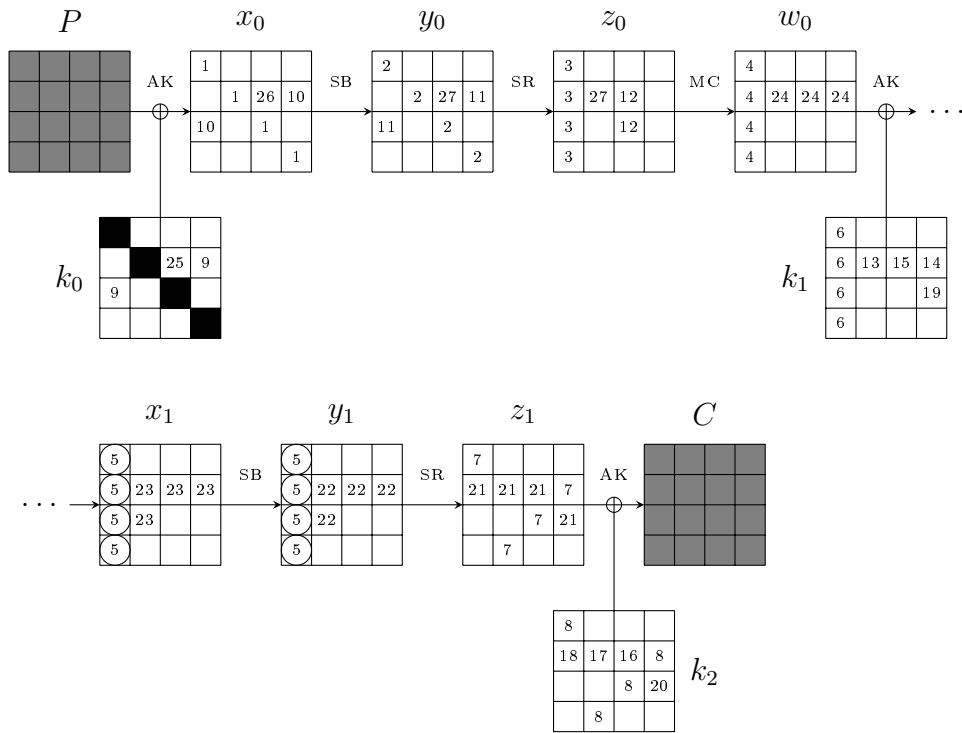 P x₀ y₀ z₀ w₀
AK SB SR MC AK
1 2 3 4
1 26 10 2 27 11 3 27 12 4 24 24 24
...
10 1 11 2 3 12 4
1 2 3 4
6
k₀ 25 9 k₁ 6 13 15 14
9 6 19
6
x₁ y₁ z₁ C
5 5 7
SB SR AK
5 23 23 23 5 22 22 22 21 21 21 7
...
5 23 5 22 7 21
5 5 7
8
18 17 16 8 k₂
8 20
8